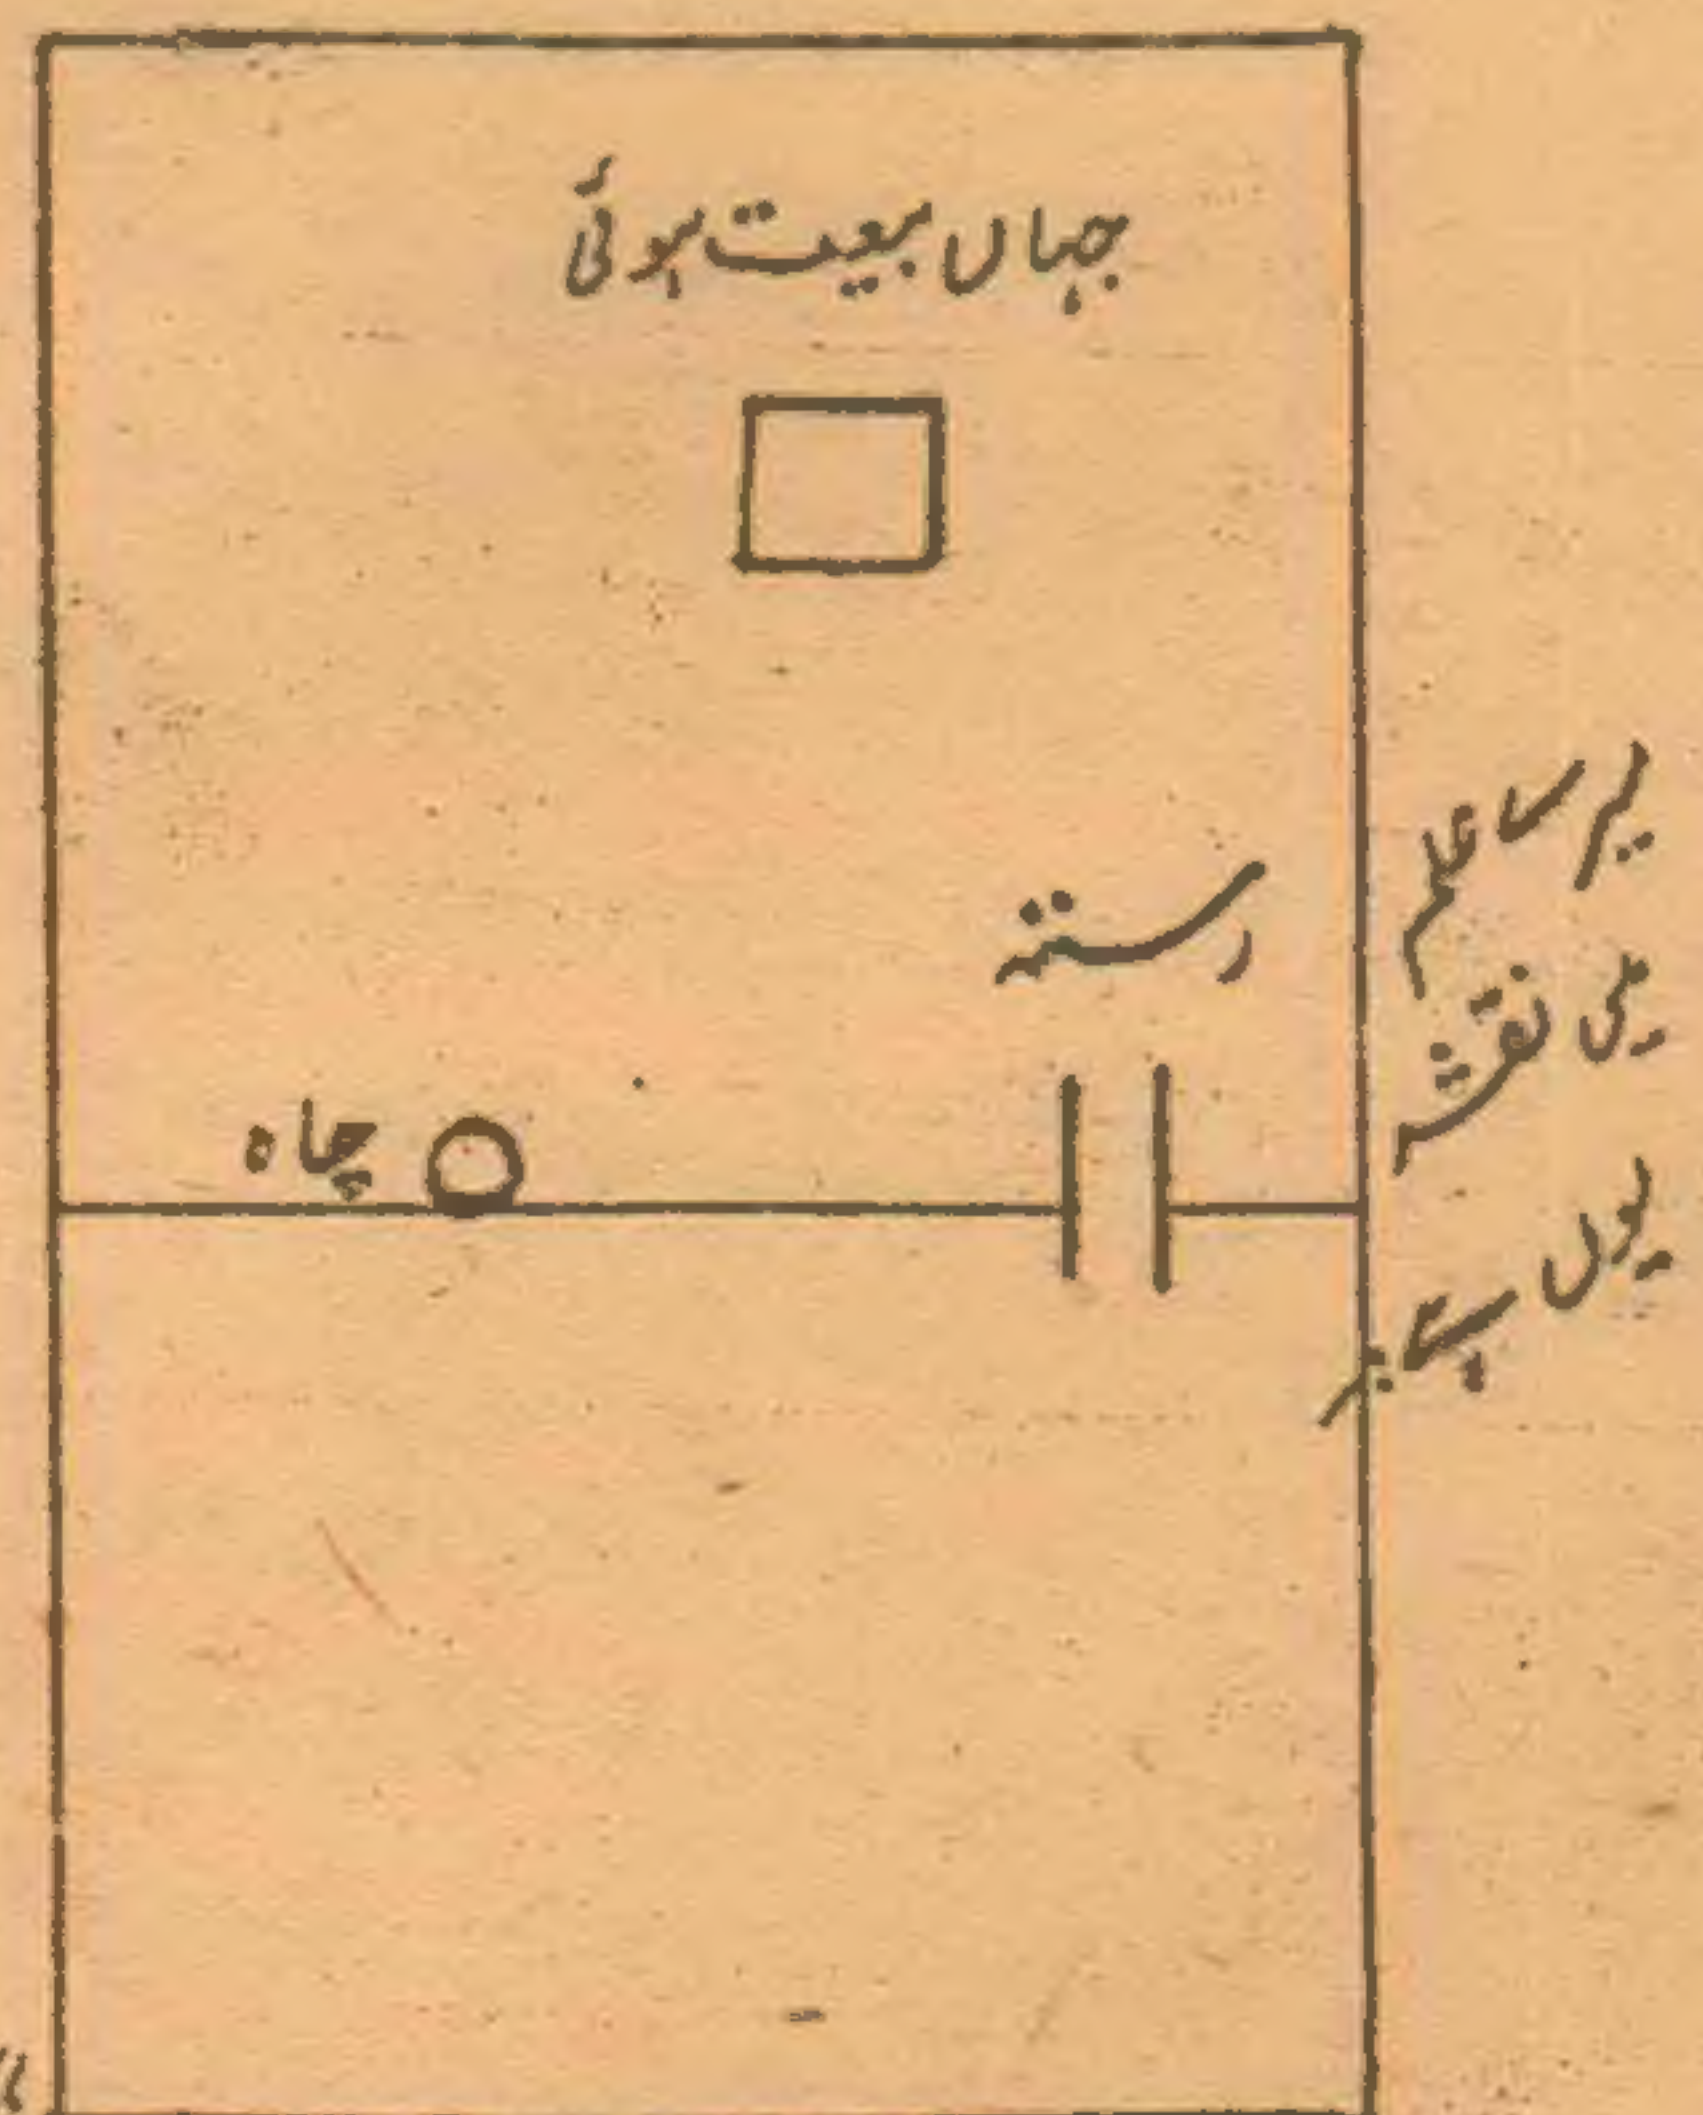 جہاں بیعت ہوئی
رستہ
چاہ
میرے علم
میں نقشہ
یوں ہے :۔